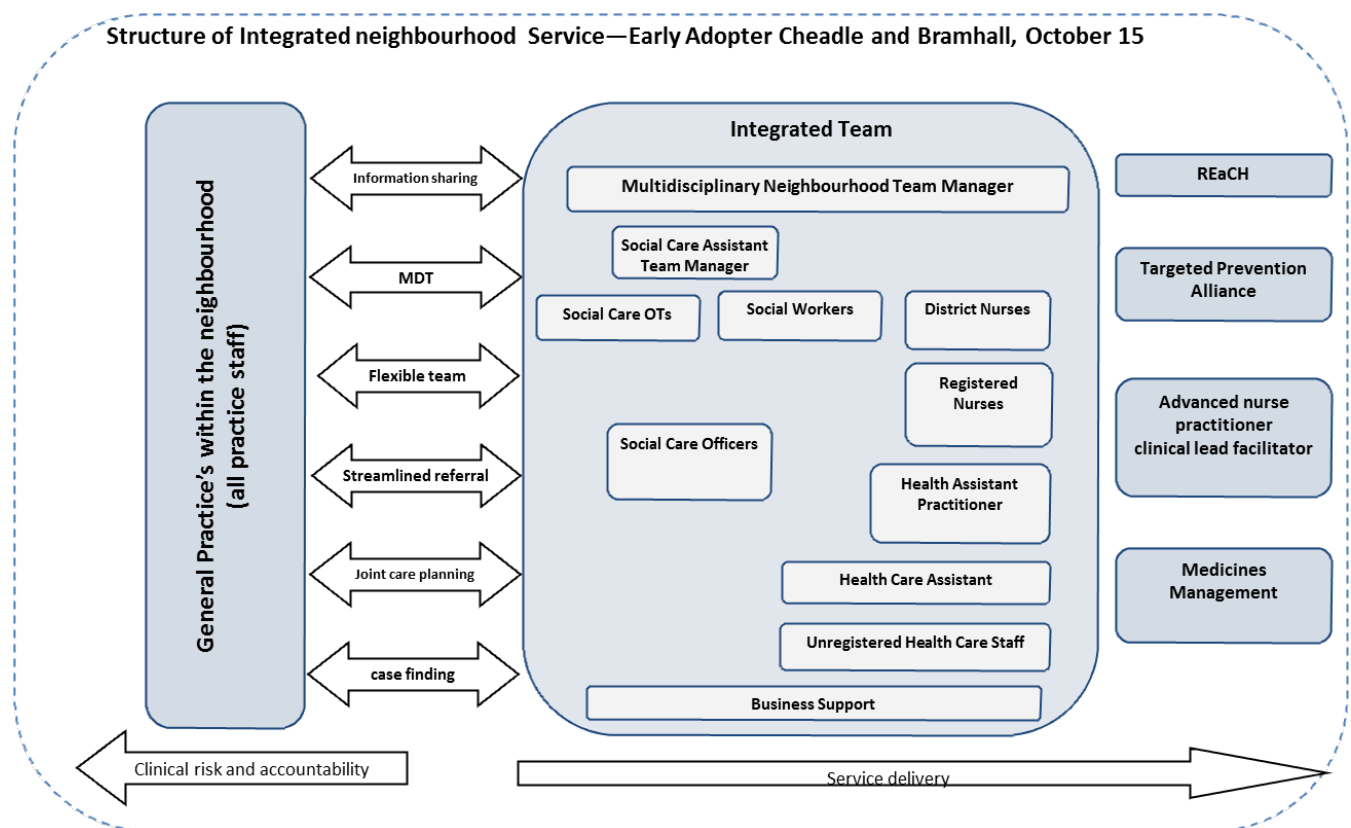 Structure of Integrated neighbourhood Service—Early Adopter Cheadle and Bramhall, October 15
General Practice's within the neighbourhood
(all practice staff)
Information sharing
MDT
Flexible team
Streamlined referral
Joint care planning
case finding
Integrated Team
Multidisciplinary Neighbourhood Team Manager
Social Care Assistant
Team Manager
Social Care OTs
Social Workers
District Nurses
Registered
Nurses
Social Care Officers
Health Assistant
Practitioner
Health Care Assistant
Unregistered Health Care Staff
Business Support
REaCH
Targeted Prevention
Alliance
Advanced nurse
practitioner
clinical lead facilitator
Medicines
Management
Clinical risk and accountability
Service delivery